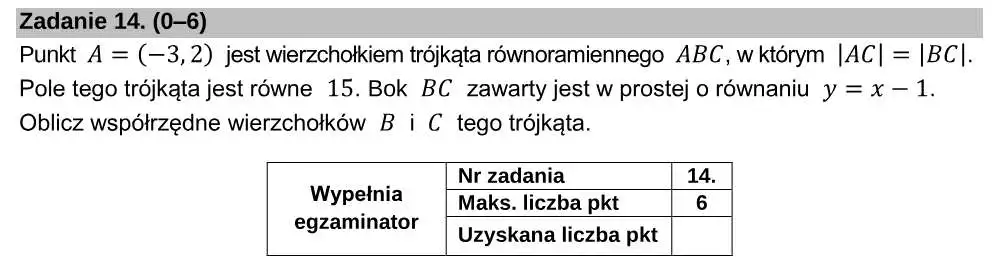 Zadanie 14. (0–6)
Punkt A = (−3, 2) jest wierzchołkiem trójkąta równoramiennego ABC, w którym |AC| = |BC|.
Pole tego trójkąta jest równe 15. Bok BC zawarty jest w prostej o równaniu y = x − 1.
Oblicz współrzędne wierzchołków B i C tego trójkąta.
Wypełnia egzaminator
Nr zadania 14.
Maks. liczba pkt 6
Uzyskana liczba pkt